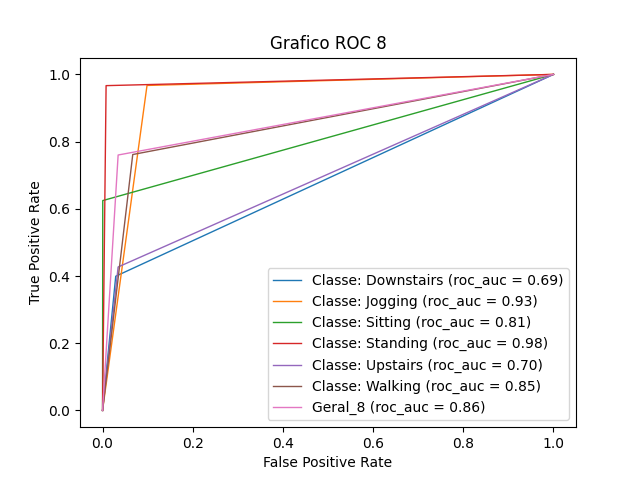 Grafico ROC 8
True Positive Rate
1.0
0.8
0.6
0.4
0.2
0.0
Classe: Downstairs (roc_auc = 0.69)
Classe: Jogging (roc_auc = 0.93)
Classe: Sitting (roc_auc = 0.81)
Classe: Standing (roc_auc = 0.98)
Classe: Upstairs (roc_auc = 0.70)
Classe: Walking (roc_auc = 0.85)
Geral_8 (roc_auc = 0.86)
0.0 0.2 0.4 0.6 0.8 1.0
False Positive Rate